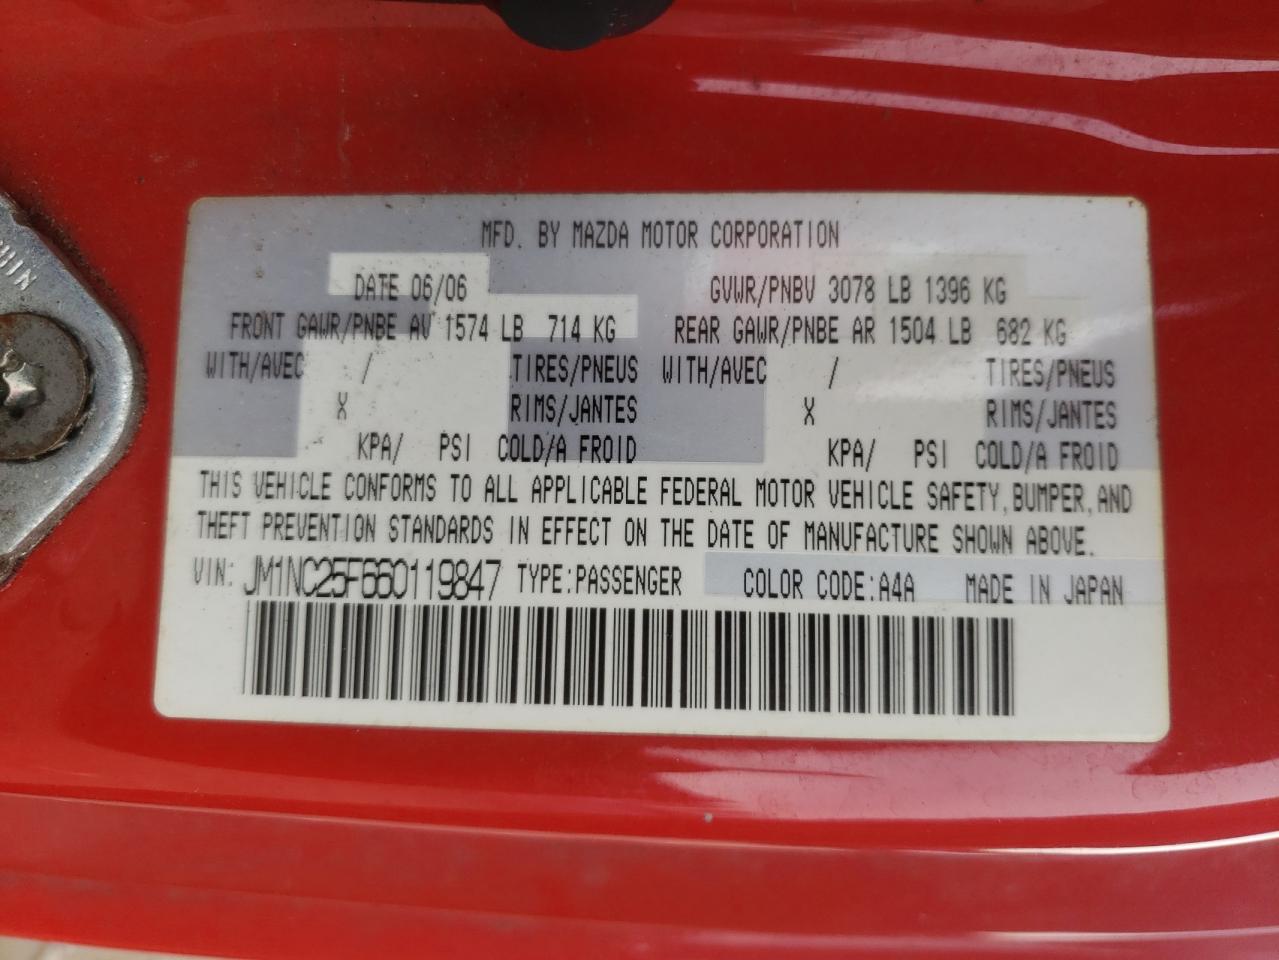 MFD. BY MAZDA MOTOR CORPORATION
DATE 06/06 GVWR/PNBV 3078 LB 1396 KG
FRONT GAWR/PNBE AV 1574 LB 714 KG REAR GAWR/PNBE AR 1504 LB 682 KG
WITH/AVEC / TIRES/PNEUS WITH/AVEC / TIRES/PNEUS
X RIMS/JANTES X RIMS/JANTES
KPA/ PSI COLD/A FROID KPA/ PSI COLD/A FROID
THIS VEHICLE CONFORMS TO ALL APPLICABLE FEDERAL MOTOR VEHICLE SAFETY, BUMPER, AND
THEFT PREVENTION STANDARDS IN EFFECT ON THE DATE OF MANUFACTURE SHOWN ABOVE.
VIN: JM1NC25F660119847 TYPE:PASSENGER COLOR CODE:A4A MADE IN JAPAN